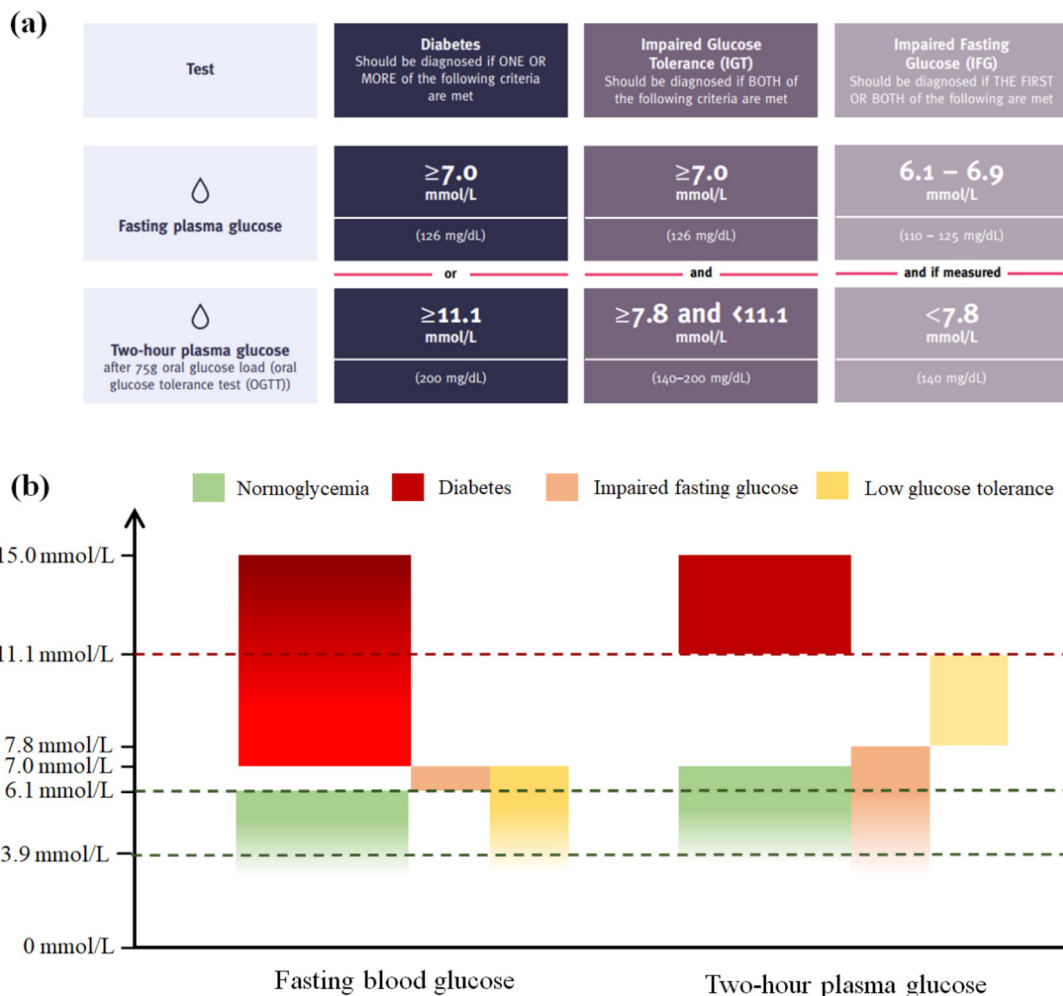 (a)
Test
Diabetes
Should be diagnosed if ONE OR
MORE of the following criteria
are met
Impaired Glucose
Tolerance (IGT)
Should be diagnosed if BOTH of
the following criteria are met
Impaired Fasting
Glucose (IFG)
Should be diagnosed if THE FIRST
OR BOTH of the following are met
Fasting plasma glucose
≥7.0
mmol/L
(126 mg/dL)
≥7.0
mmol/L
(126 mg/dL)
6.1 – 6.9
mmol/L
(110 – 125 mg/dL)
or
and
and if measured
Two-hour plasma glucose
after 75g oral glucose load (oral
glucose tolerance test (OGTT))
≥11.1
mmol/L
(200 mg/dL)
≥7.8 and <11.1
mmol/L
(140–200 mg/dL)
<7.8
mmol/L
(140 mg/dL)
(b)
Normoglycemia
Diabetes
Impaired fasting glucose
Low glucose tolerance
15.0 mmol/L
11.1 mmol/L
7.8 mmol/L
7.0 mmol/L
6.1 mmol/L
3.9 mmol/L
0 mmol/L
Fasting blood glucose
Two-hour plasma glucose